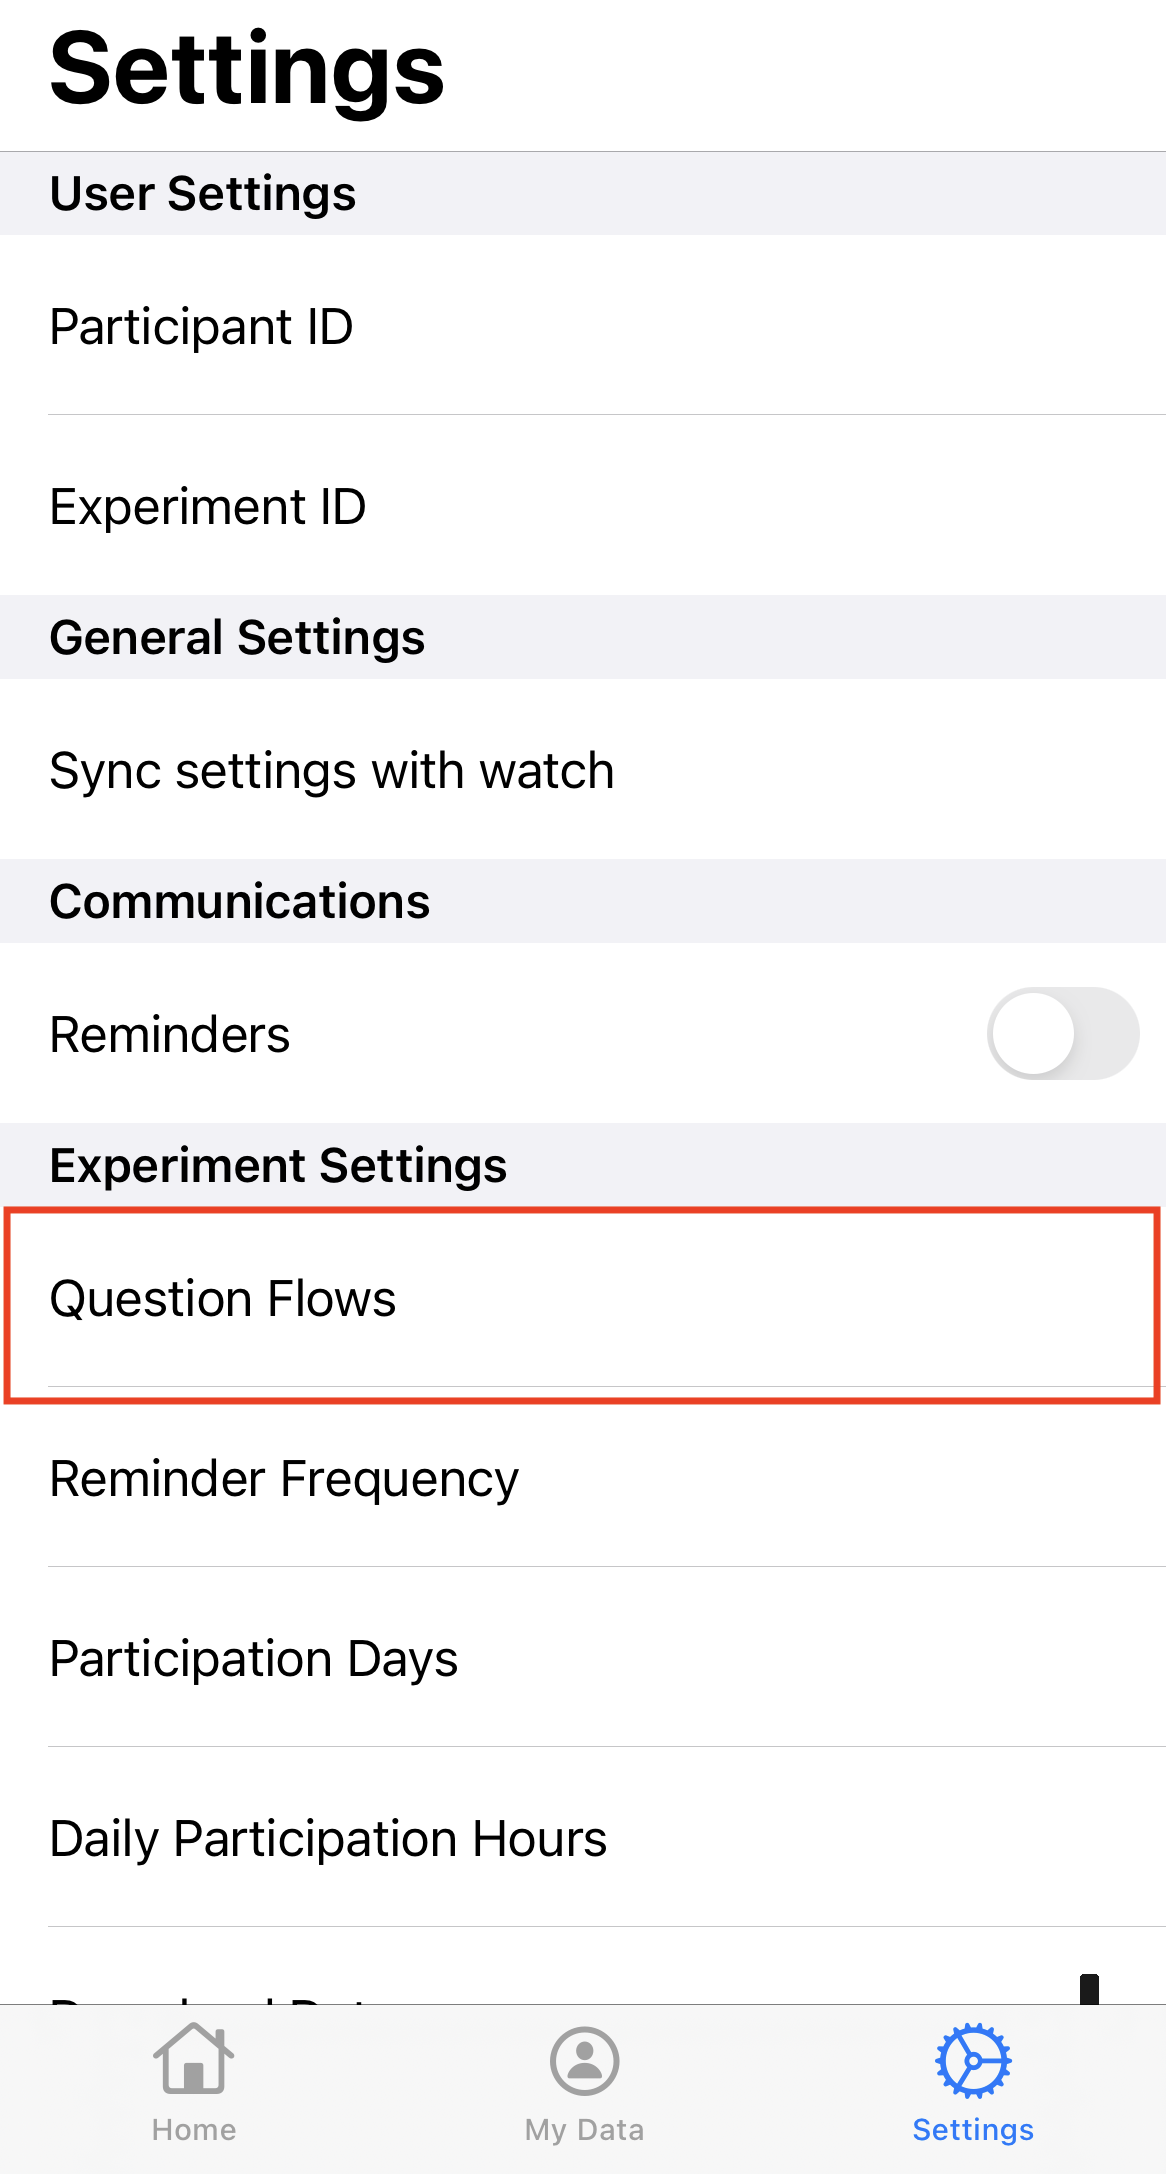 Settings
User Settings
Participant ID
Experiment ID
General Settings
Sync settings with watch
Communications
Reminders
Experiment Settings
Question Flows
Reminder Frequency
Participation Days
Daily Participation Hours
Home
My Data
Settings